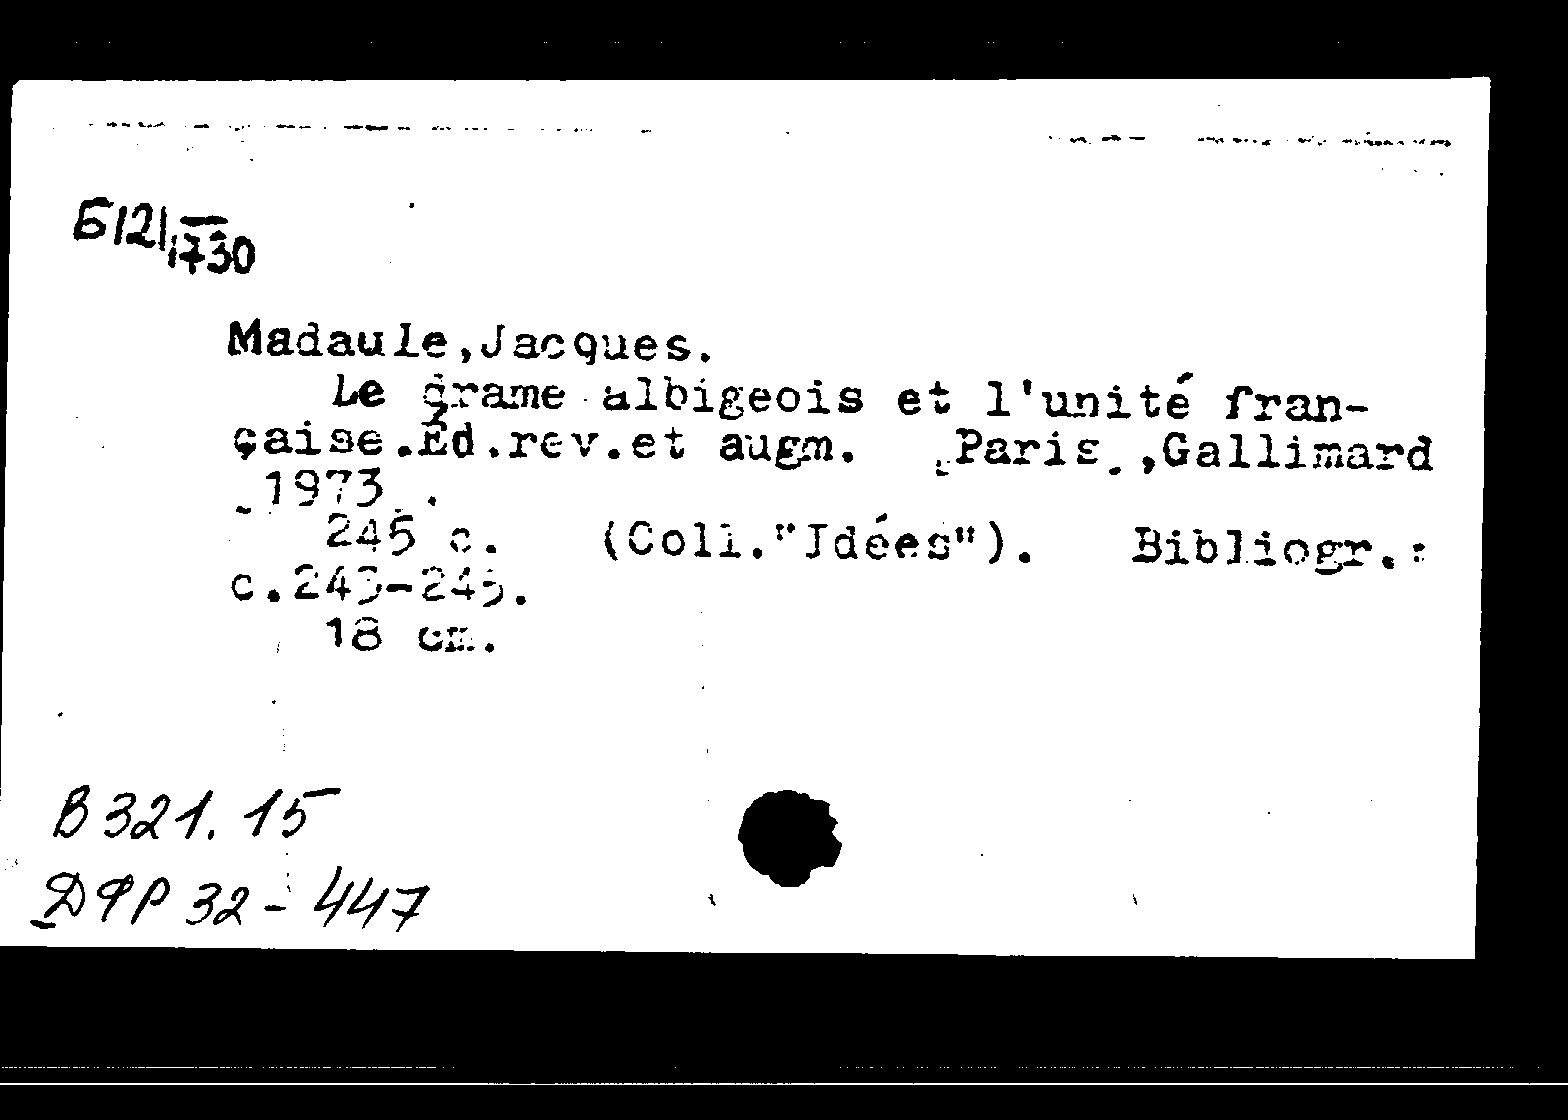 Б121/1730
Madaule,Jacques.
Le drame albigeois et l'unité fran-
çaise.Éd.rev.et augm. [Paris],Gallimard
[1973].
245 с. (Coll."Jdées"). Bibliogr.:
с.243-245.
18 cm.
В 321.15
ДФР 32-447